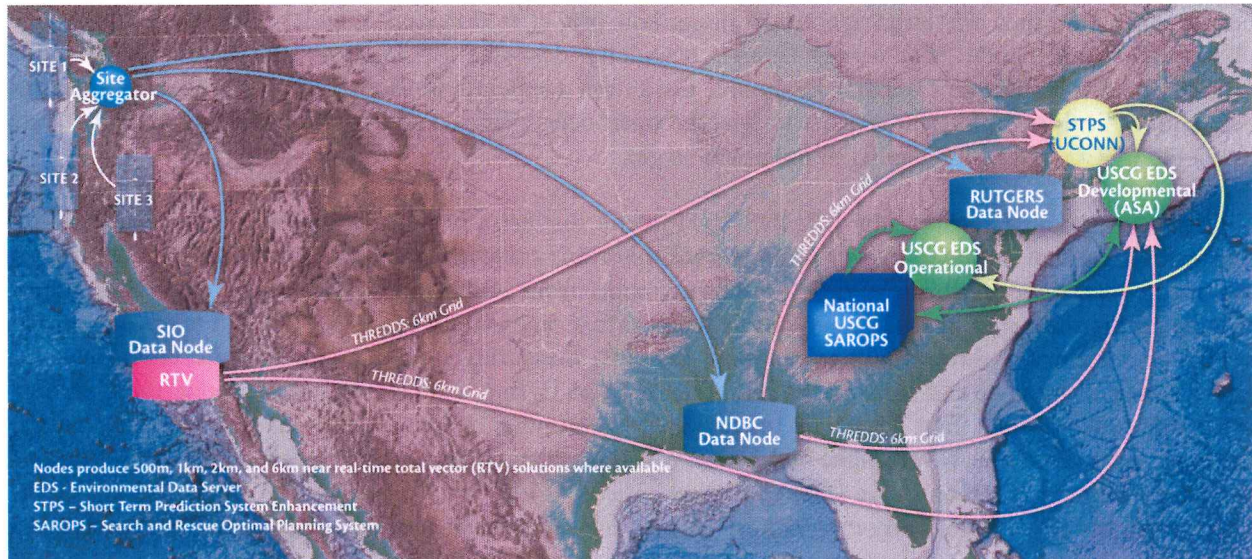 SITE 1
Site
Aggregator
SITE 2
SITE 3
STPS
(UCONN)
USCG EDS
Developmental
(ASA)
RUTGERS
Data Node
USCG EDS
Operational
National
USCG
SAROPS
THREDDS: 6km Grid
SIO
Data Node
RTV
THREDDS: 6km Grid
THREDDS: 6km Grid
NDBC
Data Node
THREDDS: 6km Grid
Nodes produce 500m, 1km, 2km, and 6km near real-time total vector (RTV) solutions where available
EDS - Environmental Data Server
STPS – Short Term Prediction System Enhancement
SAROPS – Search and Rescue Optimal Planning System